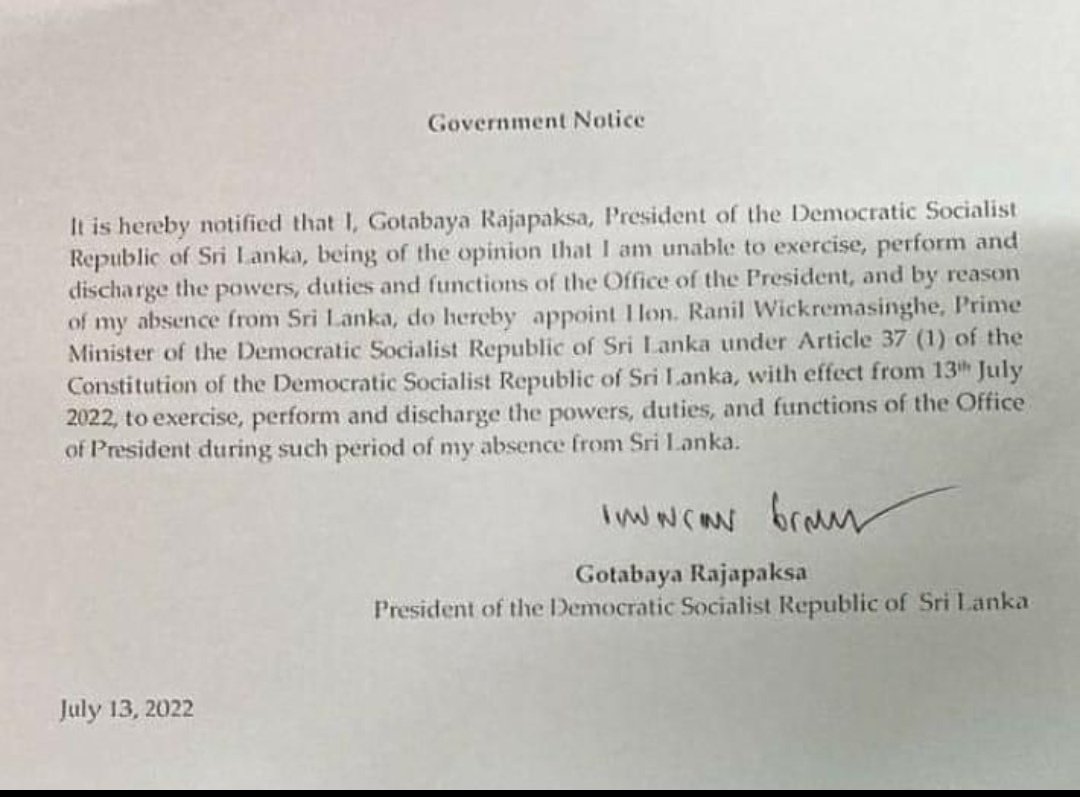 Government Notice
It is hereby notified that I, Gotabaya Rajapaksa, President of the Democratic Socialist
Republic of Sri Lanka, being of the opinion that I am unable to exercise, perform and
discharge the powers, duties and functions of the Office of the President, and by reason
of my absence from Sri Lanka, do hereby appoint Hon. Ranil Wickremasinghe, Prime
Minister of the Democratic Socialist Republic of Sri Lanka under Article 37 (1) of the
Constitution of the Democratic Socialist Republic of Sri Lanka, with effect from 13th July
2022, to exercise, perform and discharge the powers, duties, and functions of the Office
of President during such period of my absence from Sri Lanka.
Gotabaya Rajapaksa
President of the Democratic Socialist Republic of Sri Lanka
July 13, 2022